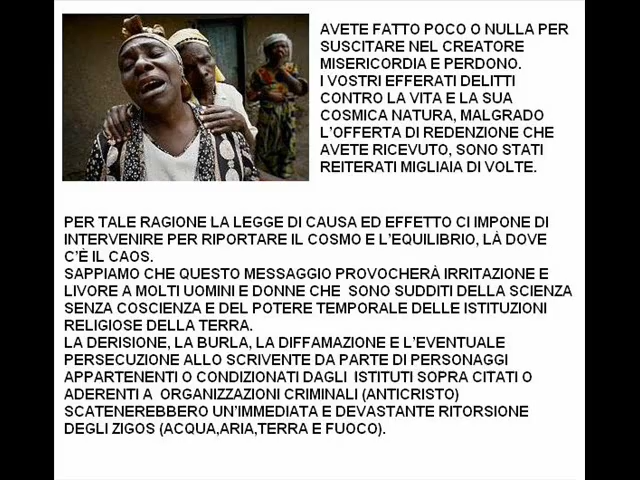 AVETE FATTO POCO O NULLA PER
SUSCITARE NEL CREATORE
MISERICORDIA E PERDONO.
I VOSTRI EFFERATI DELITTI
CONTRO LA VITA E LA SUA
COSMICA NATURA, MALGRADO
L'OFFERTA DI REDENZIONE CHE
AVETE RICEVUTO, SONO STATI
REITERATI MIGLIAIA DI VOLTE.
PER TALE RAGIONE LA LEGGE DI CAUSA ED EFFETTO CI IMPONE DI
INTERVENIRE PER RIPORTARE IL COSMO E L'EQUILIBRIO, LÀ DOVE
C'È IL CAOS.
SAPPIAMO CHE QUESTO MESSAGGIO PROVOCHERÀ IRRITAZIONE E
LIVORE A MOLTI UOMINI E DONNE CHE SONO SUDDITI DELLA SCIENZA
SENZA COSCIENZA E DEL POTERE TEMPORALE DELLE ISTITUZIONI
RELIGIOSE DELLA TERRA.
LA DERISIONE, LA BURLA, LA DIFFAMAZIONE E L'EVENTUALE
PERSECUZIONE ALLO SCRIVENTE DA PARTE DI PERSONAGGI
APPARTENENTI O CONDIZIONATI DAGLI ISTITUTI SOPRA CITATI O
ADERENTI A ORGANIZZAZIONI CRIMINALI (ANTICRISTO)
SCATENEREBBERO UN'IMMEDIATA E DEVASTANTE RITORSIONE
DEGLI ZIGOS (ACQUA,ARIA,TERRA E FUOCO).